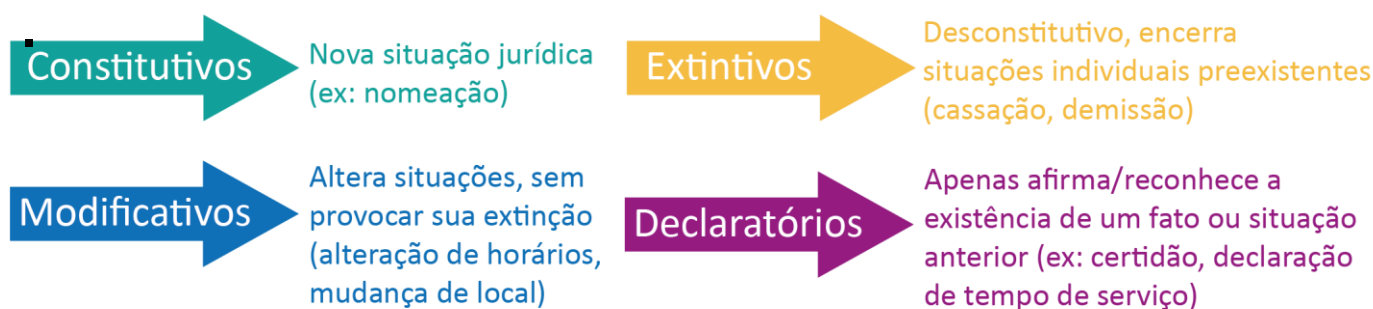 Constitutivos
Nova situação jurídica
(ex: nomeação)
Extintivos
Desconstitutivo, encerra
situações individuais preexistentes
(cassação, demissão)
Modificativos
Altera situações, sem
provocar sua extinção
(alteração de horários,
mudança de local)
Declaratórios
Apenas afirma/reconhece a
existência de um fato ou situação
anterior (ex: certidão, declaração
de tempo de serviço)